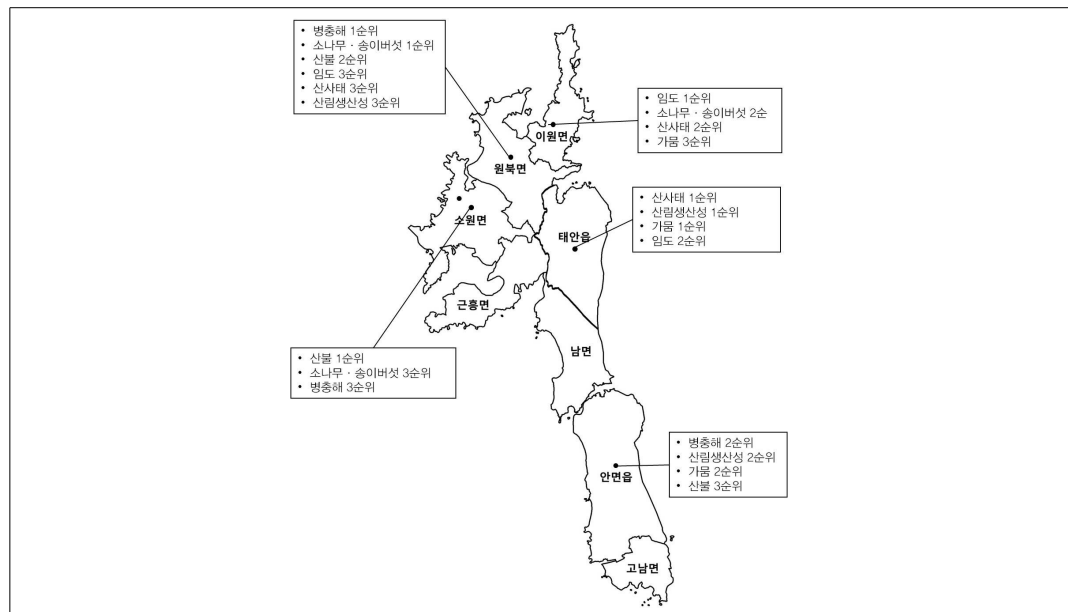 • 병충해 1순위
• 소나무 · 송이버섯 1순위
• 산불 2순위
• 임도 3순위
• 산사태 3순위
• 산림생산성 3순위
• 임도 1순위
• 소나무 · 송이버섯 2순
• 산사태 2순위
• 가뭄 3순위
이원면
원북면
• 산사태 1순위
• 산림생산성 1순위
• 가뭄 1순위
• 임도 2순위
소원면
태안읍
근흥면
• 산불 1순위
• 소나무 · 송이버섯 3순위
• 병충해 3순위
남면
• 병충해 2순위
• 산림생산성 2순위
• 가뭄 2순위
• 산불 3순위
안면읍
고남면